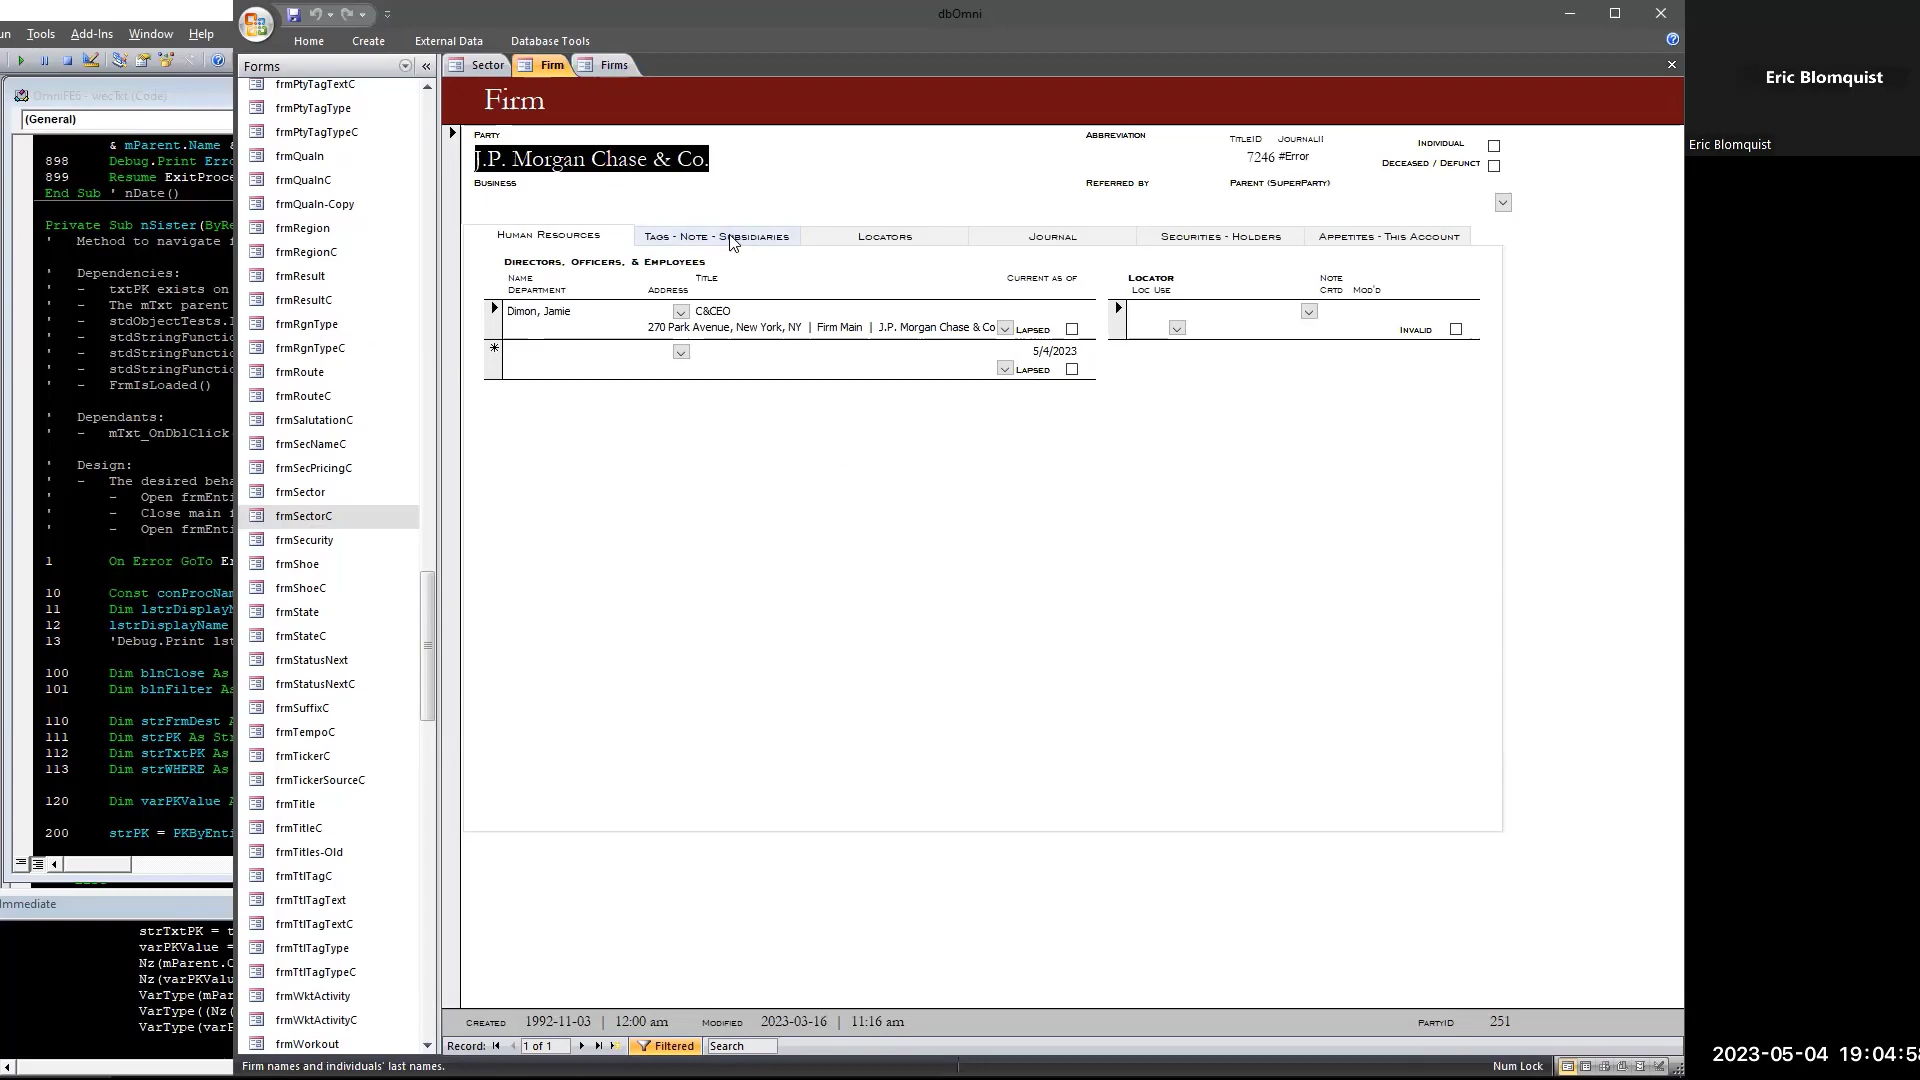 dbOmni
un Tools Add-Ins Window Help
Home Create External Data Database Tools
OmniFE5 - wecTxt (Code)
(General)
& mParent.Name &
898 Debug.Print Erro
899 Resume ExitProce
End Sub ' nDate()
Private Sub nSister(ByRe
' Method to navigate f
' Dependencies:
' - txtPK exists on
' - The mTxt parent
' - stdObjectTests.I
' - stdStringFunctio
' - stdStringFunctio
' - stdStringFunctio
' - FrmIsLoaded()
' Dependants:
' - mTxt_OnDblClick
' Design:
' - The desired beha
' - Open frmEnti
' - Close main f
' - Open frmEnti
1 On Error GoTo Er
10 Const conProcNam
11 Dim lstrDisplayN
12 lstrDisplayName
13 'Debug.Print lst
100 Dim blnClose As
101 Dim blnFilter As
110 Dim strFrmDest A
111 Dim strPK As Str
112 Dim strTxtPK As
113 Dim strWHERE As
120 Dim varPKValue A
200 strPK = PKByEnti
Immediate
strTxtPK = t
varPKValue =
Nz(mParent.C
Nz(varPKValu
VarType(mPar
VarType((Nz(
VarType(varP
Forms
frmPtyTagTextC
frmPtyTagType
frmPtyTagTypeC
frmQualn
frmQualnC
frmQualn-Copy
frmRegion
frmRegionC
frmResult
frmResultC
frmRgnType
frmRgnTypeC
frmRoute
frmRouteC
frmSalutationC
frmSecNameC
frmSecPricingC
frmSector
frmSectorC
frmSecurity
frmShoe
frmShoeC
frmState
frmStateC
frmStatusNext
frmStatusNextC
frmSuffixC
frmTempoC
frmTickerC
frmTickerSourceC
frmTitle
frmTitleC
frmTitles-Old
frmTtlTagC
frmTtlTagText
frmTtlTagTextC
frmTtlTagType
frmTtlTagTypeC
frmWktActivity
frmWktActivityC
frmWorkout
Sector Firm Firms
Firm
Party Abbreviation TitleID JournalII Individual
J.P. Morgan Chase & Co. 7246 #Error Deceased / Defunct
Business Referred by Parent (SuperParty)
Human Resources Tags - Note - Subsidiaries Locators Journal Securities - Holders Appetites - This Account
Directors, Officers, & Employees
Name Title Current as of Locator Note
Department Address Loc Use Crtd Mod'd
Dimon, Jamie C&CEO
270 Park Avenue, New York, NY | Firm Main | J.P. Morgan Chase & Co Lapsed Invalid
5/4/2023
Lapsed
Created 1992-11-03 | 12:00 am Modified 2023-03-16 | 11:16 am PartyID 251
Record: 1 of 1 Filtered Search
Firm names and individuals' last names. Num Lock
Eric Blomquist
Eric Blomquist
2023-05-04 19:04:58